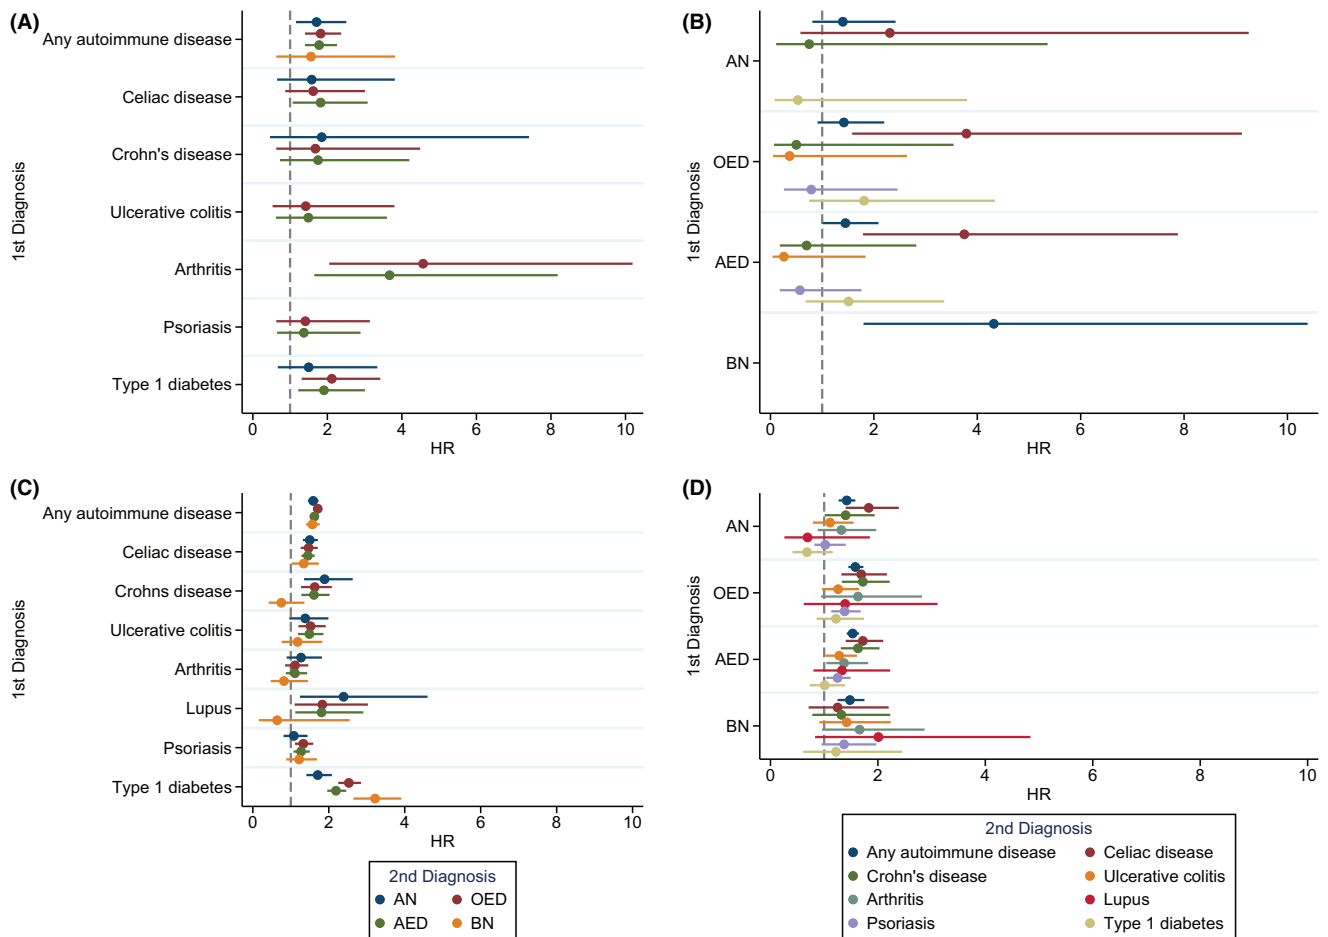 (A)
1st Diagnosis
Any autoimmune disease
Celiac disease
Crohn's disease
Ulcerative colitis
Arthritis
Psoriasis
Type 1 diabetes
0 2 4 6 8 10
HR
(B)
1st Diagnosis
AN
OED
AED
BN
0 2 4 6 8 10
HR
(C)
1st Diagnosis
Any autoimmune disease
Celiac disease
Crohns disease
Ulcerative colitis
Arthritis
Lupus
Psoriasis
Type 1 diabetes
0 2 4 6 8 10
HR
2nd Diagnosis
AN OED
AED BN
(D)
1st Diagnosis
AN
OED
AED
BN
0 2 4 6 8 10
HR
2nd Diagnosis
Any autoimmune disease Celiac disease
Crohn's disease Ulcerative colitis
Arthritis Lupus
Psoriasis Type 1 diabetes